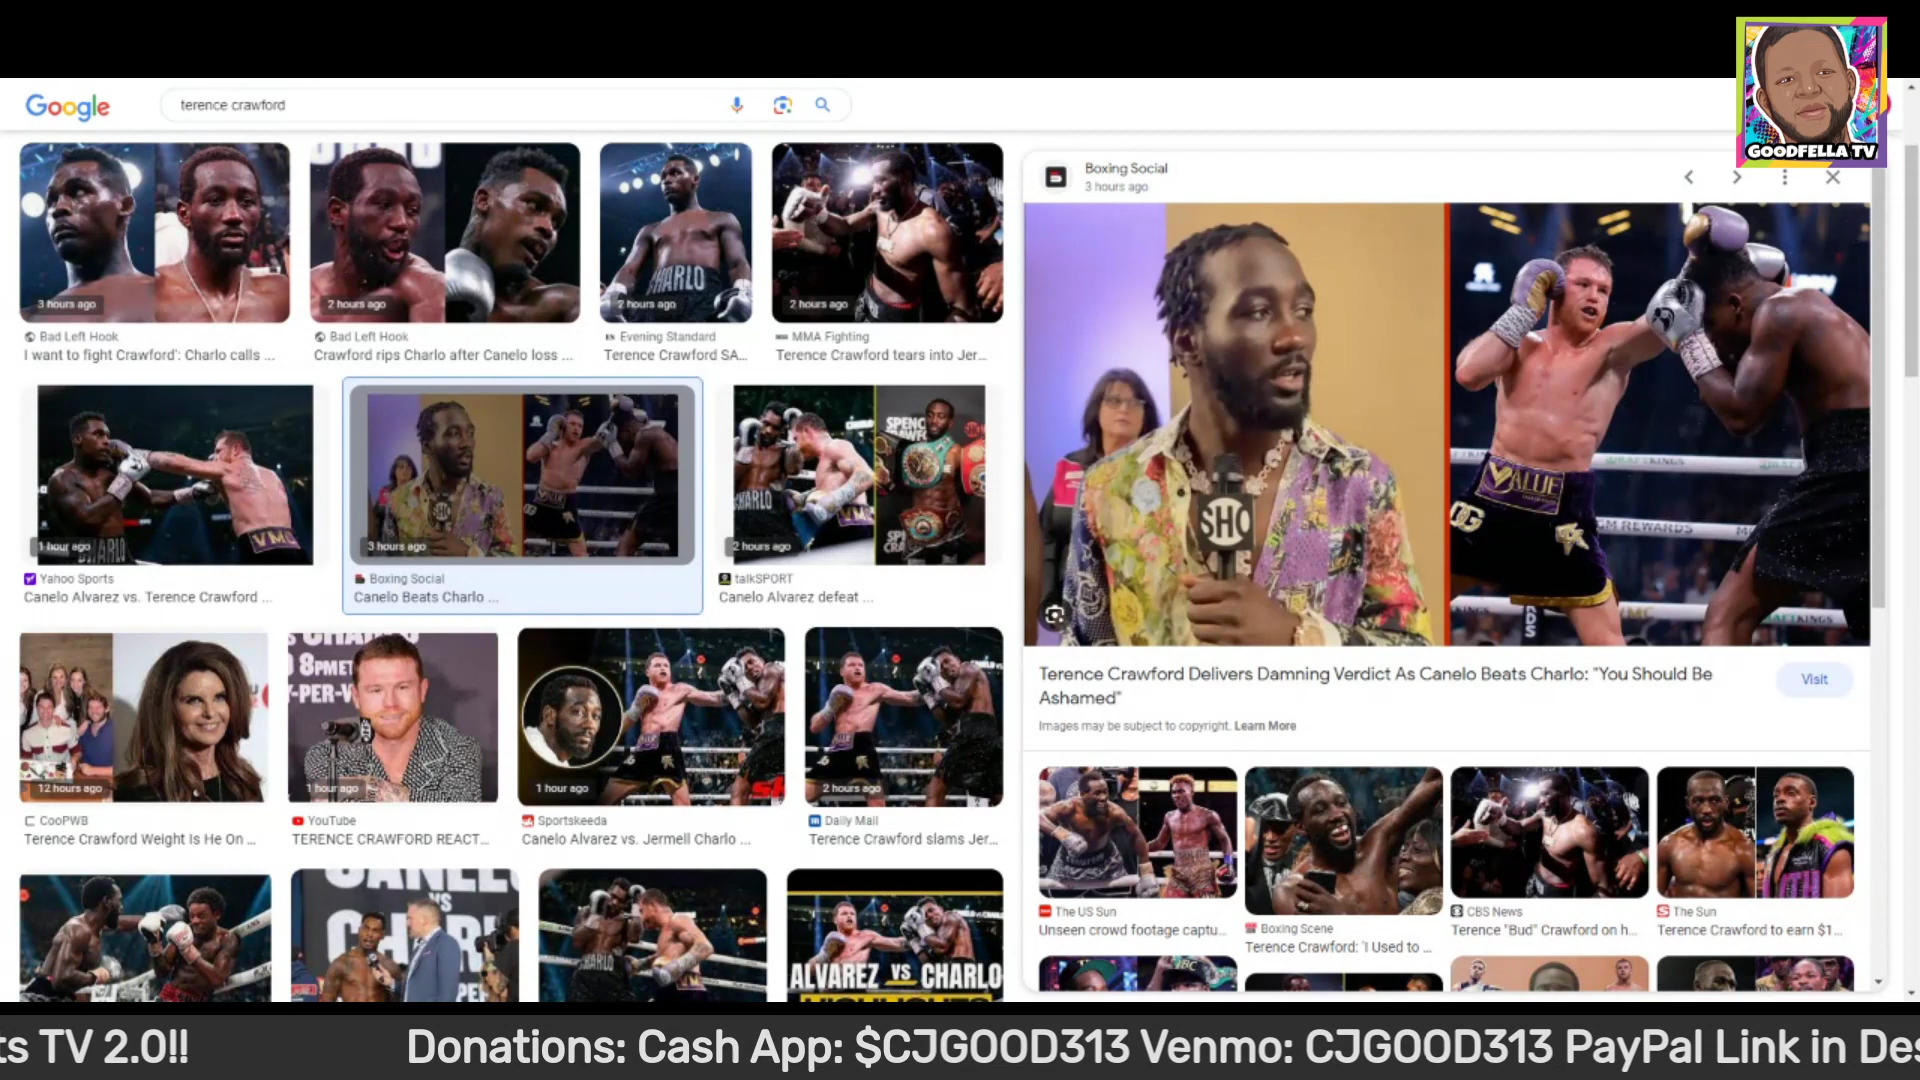 GOODFELLA TV
Google
terence crawford
3 hours ago
Bad Left Hook
I want to fight Crawford': Charlo calls ...
2 hours ago
Bad Left Hook
Crawford rips Charlo after Canelo loss ...
CHARLO
2 hours ago
Evening Standard
Terence Crawford SA...
2 hours ago
MMA Fighting
Terence Crawford tears into Jer...
1 hour ago
VMC
Yahoo Sports
Canelo Alvarez vs. Terence Crawford ...
3 hours ago
Boxing Social
Canelo Beats Charlo ...
CHARLO
2 hours ago
talkSPORT
Canelo Alvarez defeat ...
12 hours ago
CooPWB
Terence Crawford Weight Is He On ...
8PM ET
1 hour ago
YouTube
TERENCE CRAWFORD REACT...
1 hour ago
Sportskeeda
Canelo Alvarez vs. Jermell Charlo ...
2 hours ago
Daily Mail
Terence Crawford slams Jer...
VS
CHARLO
ALVAREZ VS CHARLO
Boxing Social
3 hours ago
SHO
VALUE
Terence Crawford Delivers Damning Verdict As Canelo Beats Charlo: "You Should Be
Ashamed"
Visit
Images may be subject to copyright. Learn More
The US Sun
Unseen crowd footage captu...
Boxing Scene
Terence Crawford: 'I Used to ...
CBS News
Terence "Bud" Crawford on h...
The Sun
Terence Crawford to earn $1...
ts TV 2.0!!
Donations: Cash App: $CJGOOD313 Venmo: CJGOOD313 PayPal Link in Des